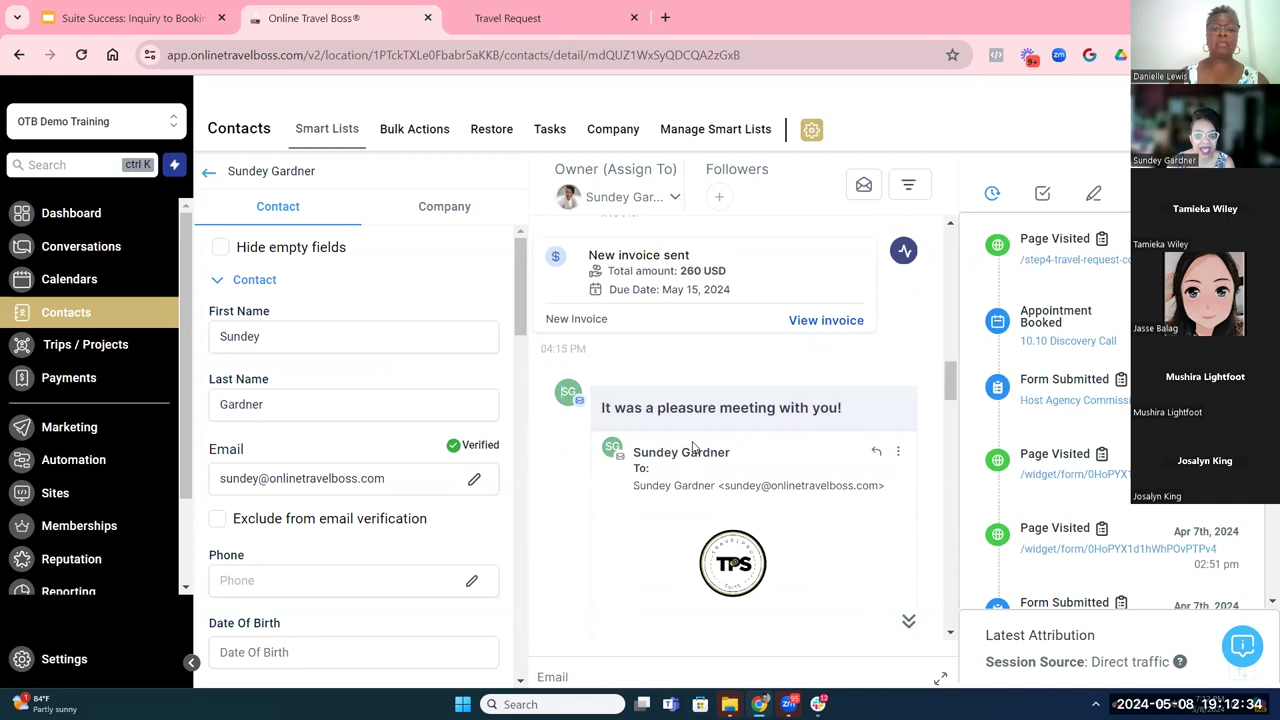 Suite Success: Inquiry to Bookin
Online Travel Boss®
Travel Request
app.onlinetravelboss.com/v2/location/1PTckTXLe0Fbabr5aKKB/contacts/detail/mdQUZ1WxSyQDCQA2zGxB
9+
zm
OTB Demo Training
Search
ctrl K
Dashboard
Conversations
Calendars
Contacts
Trips / Projects
Payments
Marketing
Automation
Sites
Memberships
Reputation
Reporting
Settings
Contacts
Smart Lists
Bulk Actions
Restore
Tasks
Company
Manage Smart Lists
Sundey Gardner
Contact
Company
Hide empty fields
Contact
First Name
Sundey
Last Name
Gardner
Email
Verified
sundey@onlinetravelboss.com
Exclude from email verification
Phone
Phone
Date Of Birth
Date Of Birth
Owner (Assign To)
Sundey Gar...
Followers
New invoice sent
Total amount: 260 USD
Due Date: May 15, 2024
New Invoice
View invoice
04:15 PM
SG
It was a pleasure meeting with you!
SG
Sundey Gardner
To:
Sundey Gardner <sundey@onlinetravelboss.com>
TPS
Email
Page Visited
/step4-travel-request-co
Appointment
Booked
10.10 Discovery Call
Form Submitted
Host Agency Commissi
Page Visited
/widget/form/0HoPYX1
Page Visited
Apr 7th, 2024
/widget/form/0HoPYX1d1hWhPOvPTPv4
02:51 pm
Form Submitted
Apr 7th, 2024
Latest Attribution
Session Source: Direct traffic
Danielle Lewis
Sundey Gardner
Tamieka Wiley
Tamieka Wiley
Jasse Balag
Mushira Lightfoot
Mushira Lightfoot
Josalyn King
Josalyn King
84°F
Partly sunny
Search
2024-05-08 19:12:34